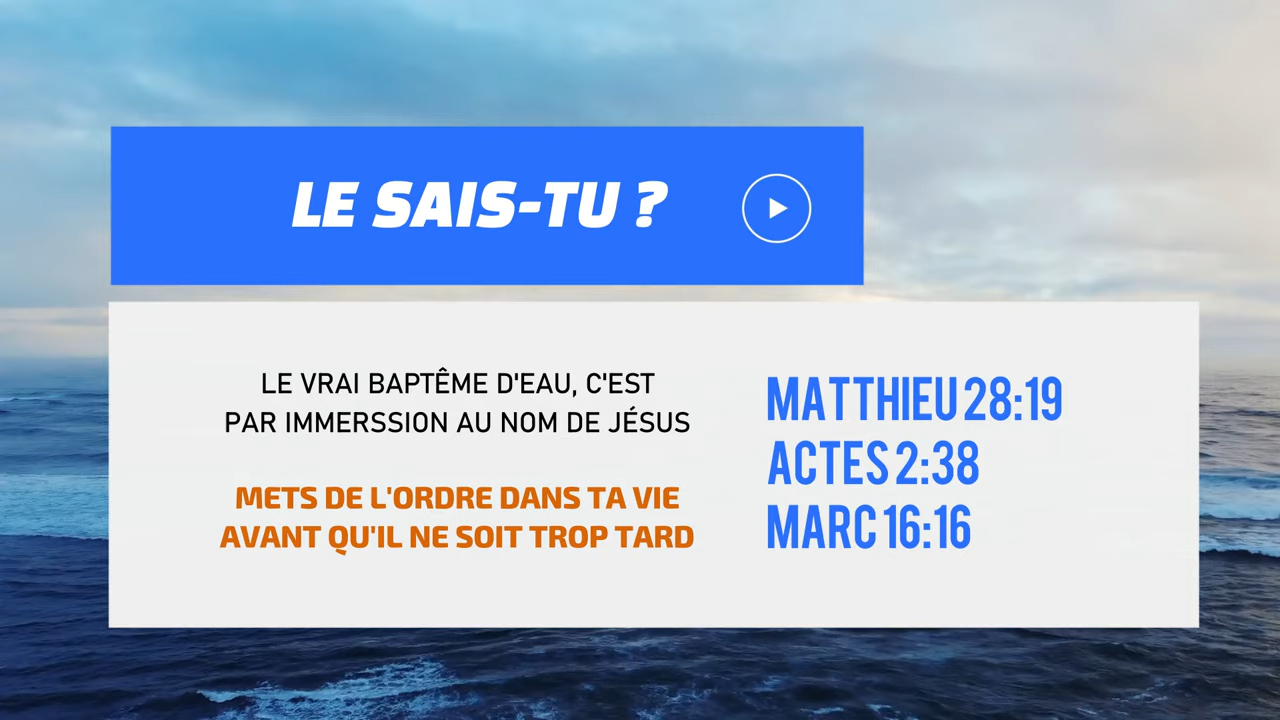 LE SAIS-TU ?
LE VRAI BAPTÊME D'EAU, C'EST
PAR IMMERSSION AU NOM DE JÉSUS
METS DE L'ORDRE DANS TA VIE
AVANT QU'IL NE SOIT TROP TARD
MATTHIEU 28:19
ACTES 2:38
MARC 16:16